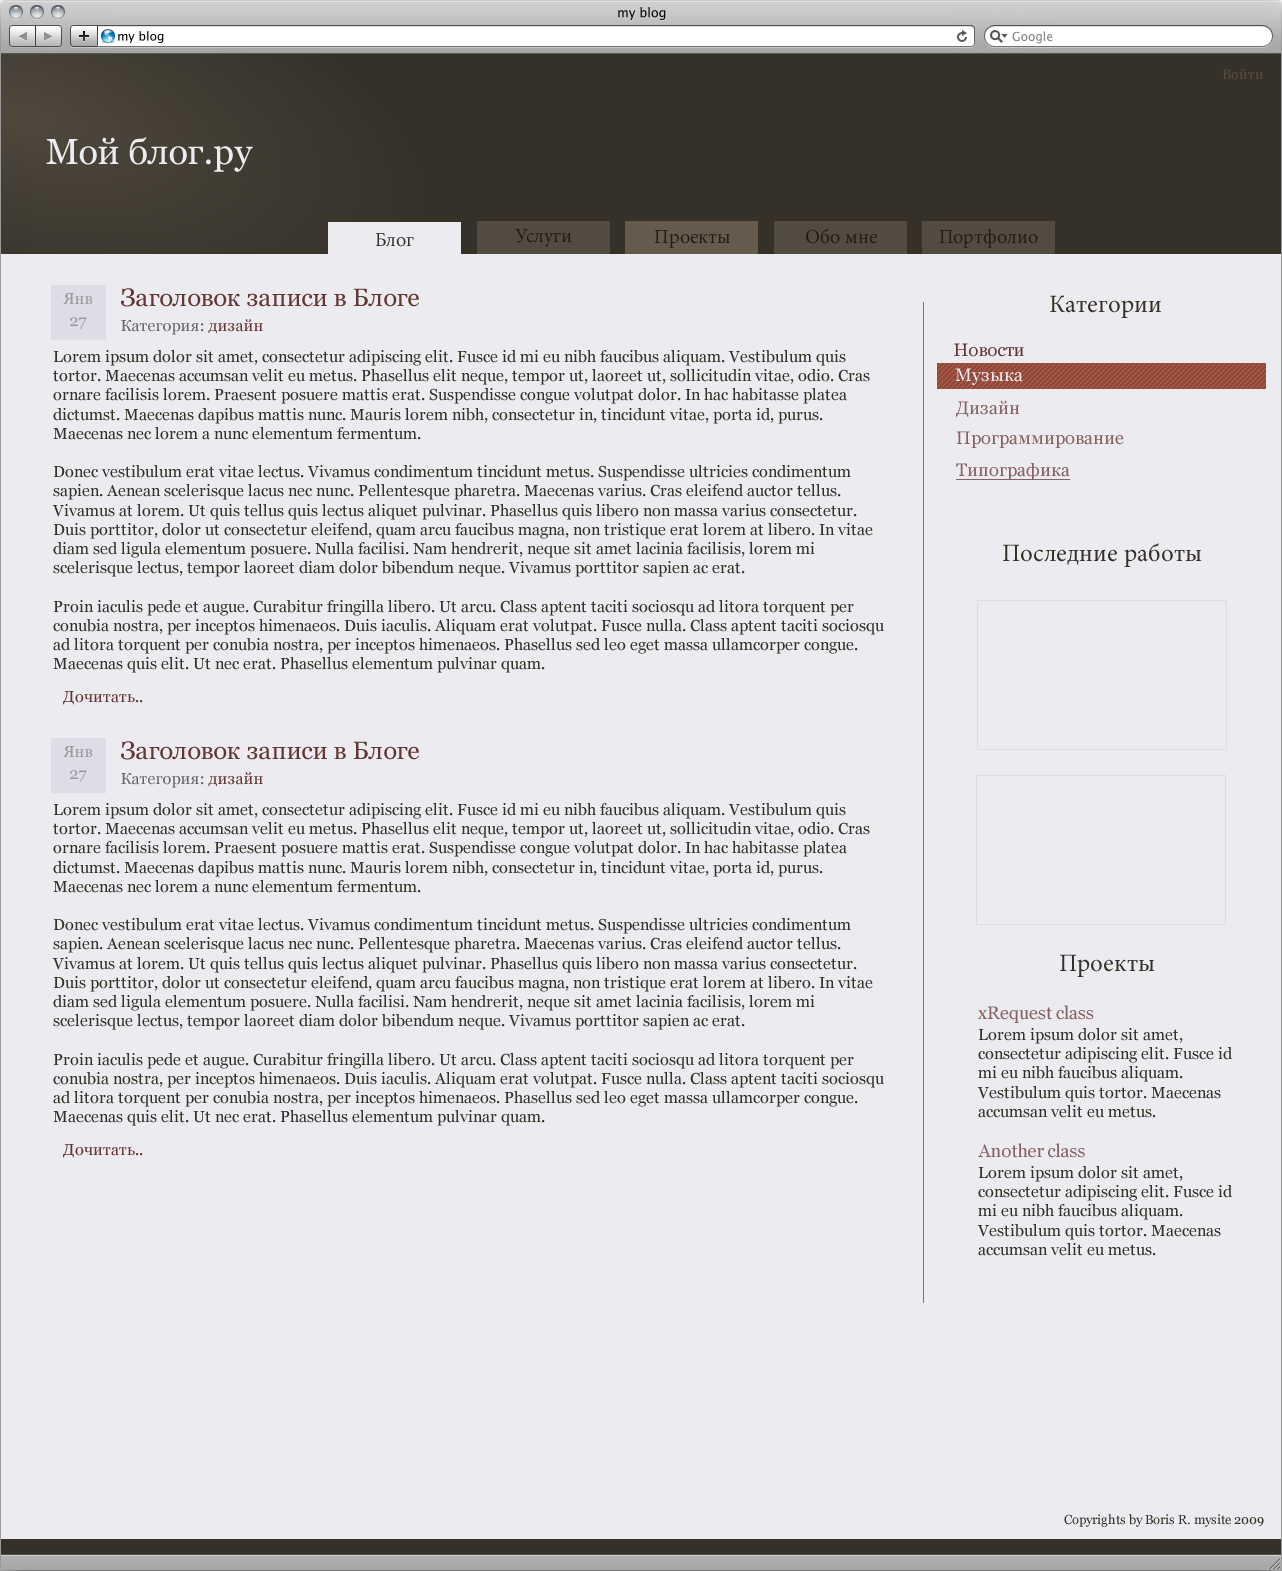 my blog
my blog
Google
Войти
Мой блог.ру
Блог
Услуги
Проекты
Обо мне
Портфолио
Янв
27
Заголовок записи в Блоге
Категория: дизайн
Lorem ipsum dolor sit amet, consectetur adipiscing elit. Fusce id mi eu nibh faucibus aliquam. Vestibulum quis
tortor. Maecenas accumsan velit eu metus. Phasellus elit neque, tempor ut, laoreet ut, sollicitudin vitae, odio. Cras
ornare facilisis lorem. Praesent posuere mattis erat. Suspendisse congue volutpat dolor. In hac habitasse platea
dictumst. Maecenas dapibus mattis nunc. Mauris lorem nibh, consectetur in, tincidunt vitae, porta id, purus.
Maecenas nec lorem a nunc elementum fermentum.
Donec vestibulum erat vitae lectus. Vivamus condimentum tincidunt metus. Suspendisse ultricies condimentum
sapien. Aenean scelerisque lacus nec nunc. Pellentesque pharetra. Maecenas varius. Cras eleifend auctor tellus.
Vivamus at lorem. Ut quis tellus quis lectus aliquet pulvinar. Phasellus quis libero non massa varius consectetur.
Duis porttitor, dolor ut consectetur eleifend, quam arcu faucibus magna, non tristique erat lorem at libero. In vitae
diam sed ligula elementum posuere. Nulla facilisi. Nam hendrerit, neque sit amet lacinia facilisis, lorem mi
scelerisque lectus, tempor laoreet diam dolor bibendum neque. Vivamus porttitor sapien ac erat.
Proin iaculis pede et augue. Curabitur fringilla libero. Ut arcu. Class aptent taciti sociosqu ad litora torquent per
conubia nostra, per inceptos himenaeos. Duis iaculis. Aliquam erat volutpat. Fusce nulla. Class aptent taciti sociosqu
ad litora torquent per conubia nostra, per inceptos himenaeos. Phasellus sed leo eget massa ullamcorper congue.
Maecenas quis elit. Ut nec erat. Phasellus elementum pulvinar quam.
Дочитать..
Янв
27
Заголовок записи в Блоге
Категория: дизайн
Lorem ipsum dolor sit amet, consectetur adipiscing elit. Fusce id mi eu nibh faucibus aliquam. Vestibulum quis
tortor. Maecenas accumsan velit eu metus. Phasellus elit neque, tempor ut, laoreet ut, sollicitudin vitae, odio. Cras
ornare facilisis lorem. Praesent posuere mattis erat. Suspendisse congue volutpat dolor. In hac habitasse platea
dictumst. Maecenas dapibus mattis nunc. Mauris lorem nibh, consectetur in, tincidunt vitae, porta id, purus.
Maecenas nec lorem a nunc elementum fermentum.
Donec vestibulum erat vitae lectus. Vivamus condimentum tincidunt metus. Suspendisse ultricies condimentum
sapien. Aenean scelerisque lacus nec nunc. Pellentesque pharetra. Maecenas varius. Cras eleifend auctor tellus.
Vivamus at lorem. Ut quis tellus quis lectus aliquet pulvinar. Phasellus quis libero non massa varius consectetur.
Duis porttitor, dolor ut consectetur eleifend, quam arcu faucibus magna, non tristique erat lorem at libero. In vitae
diam sed ligula elementum posuere. Nulla facilisi. Nam hendrerit, neque sit amet lacinia facilisis, lorem mi
scelerisque lectus, tempor laoreet diam dolor bibendum neque. Vivamus porttitor sapien ac erat.
Proin iaculis pede et augue. Curabitur fringilla libero. Ut arcu. Class aptent taciti sociosqu ad litora torquent per
conubia nostra, per inceptos himenaeos. Duis iaculis. Aliquam erat volutpat. Fusce nulla. Class aptent taciti sociosqu
ad litora torquent per conubia nostra, per inceptos himenaeos. Phasellus sed leo eget massa ullamcorper congue.
Maecenas quis elit. Ut nec erat. Phasellus elementum pulvinar quam.
Дочитать..
Категории
Новости
Музыка
Дизайн
Программирование
Типографика
Последние работы
Проекты
xRequest class
Lorem ipsum dolor sit amet,
consectetur adipiscing elit. Fusce id
mi eu nibh faucibus aliquam.
Vestibulum quis tortor. Maecenas
accumsan velit eu metus.
Another class
Lorem ipsum dolor sit amet,
consectetur adipiscing elit. Fusce id
mi eu nibh faucibus aliquam.
Vestibulum quis tortor. Maecenas
accumsan velit eu metus.
Copyrights by Boris R. mysite 2009